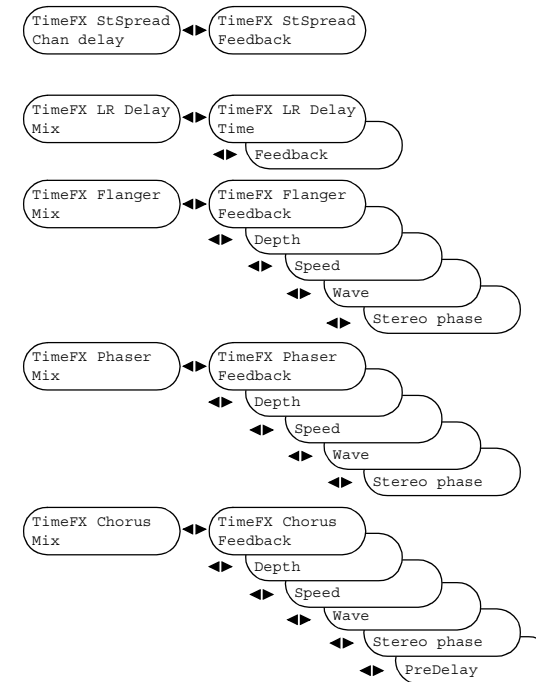 TimeFX StSpread
Chan delay
TimeFX StSpread
Feedback
TimeFX LR Delay
Mix
TimeFX LR Delay
Time
Feedback
TimeFX Flanger
Mix
TimeFX Flanger
Feedback
Depth
Speed
Wave
Stereo phase
TimeFX Phaser
Mix
TimeFX Phaser
Feedback
Depth
Speed
Wave
Stereo phase
TimeFX Chorus
Mix
TimeFX Chorus
Feedback
Depth
Speed
Wave
Stereo phase
PreDelay